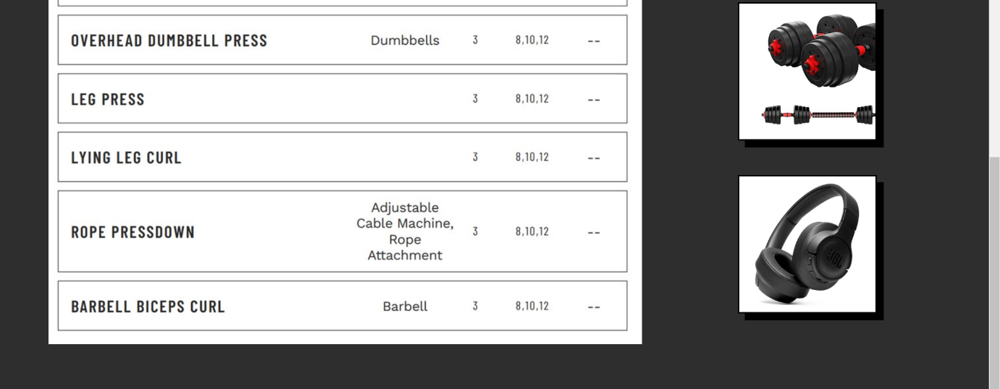 OVERHEAD DUMBBELL PRESS Dumbbells 3 8,10,12 --
LEG PRESS 3 8,10,12 --
LYING LEG CURL 3 8,10,12 --
Adjustable
Cable Machine,
ROPE PRESSDOWN 3 8,10,12 --
Rope
Attachment
BARBELL BICEPS CURL Barbell 3 8,10,12 --
JBL